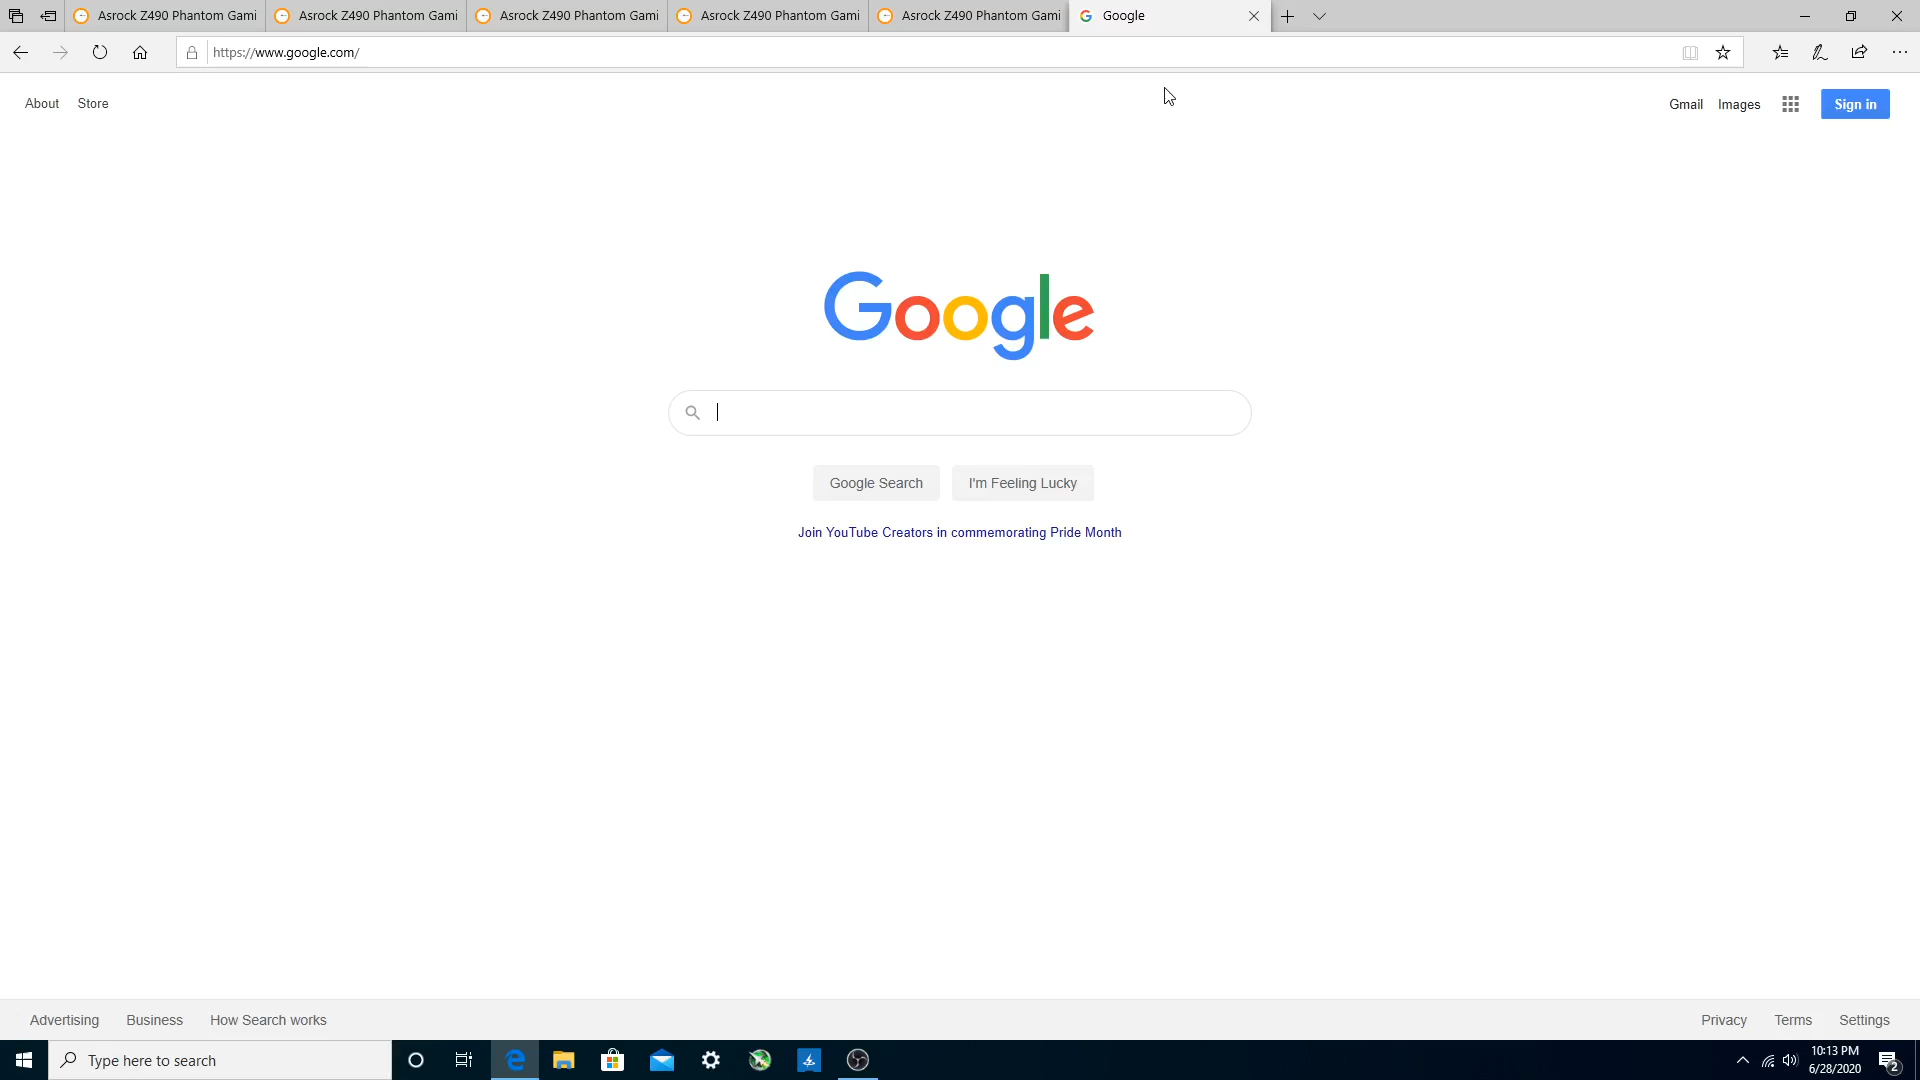 Asrock Z490 Phantom Gami
Asrock Z490 Phantom Gami
Asrock Z490 Phantom Gami
Asrock Z490 Phantom Gami
Asrock Z490 Phantom Gami
Google
https://www.google.com/
About Store
Gmail Images Sign in
Google
Google Search I'm Feeling Lucky
Join YouTube Creators in commemorating Pride Month
Advertising Business How Search works
Privacy Terms Settings
Type here to search
10:13 PM
6/28/2020
2